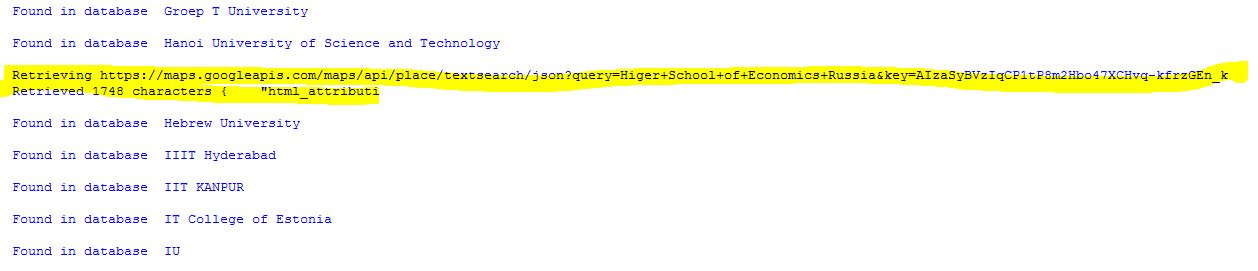 Found in database  Groep T University
Found in database  Hanoi University of Science and Technology
Retrieving https://maps.googleapis.com/maps/api/place/textsearch/json?query=Higer+School+of+Economics+Russia&key=AIzaSyBVzIqCP1tP8m2Hbo47XCHvq-kfrzGEn_k
Retrieved 1748 characters {    "html_attributi
Found in database  Hebrew University
Found in database  IIIT Hyderabad
Found in database  IIT KANPUR
Found in database  IT College of Estonia
Found in database  IU